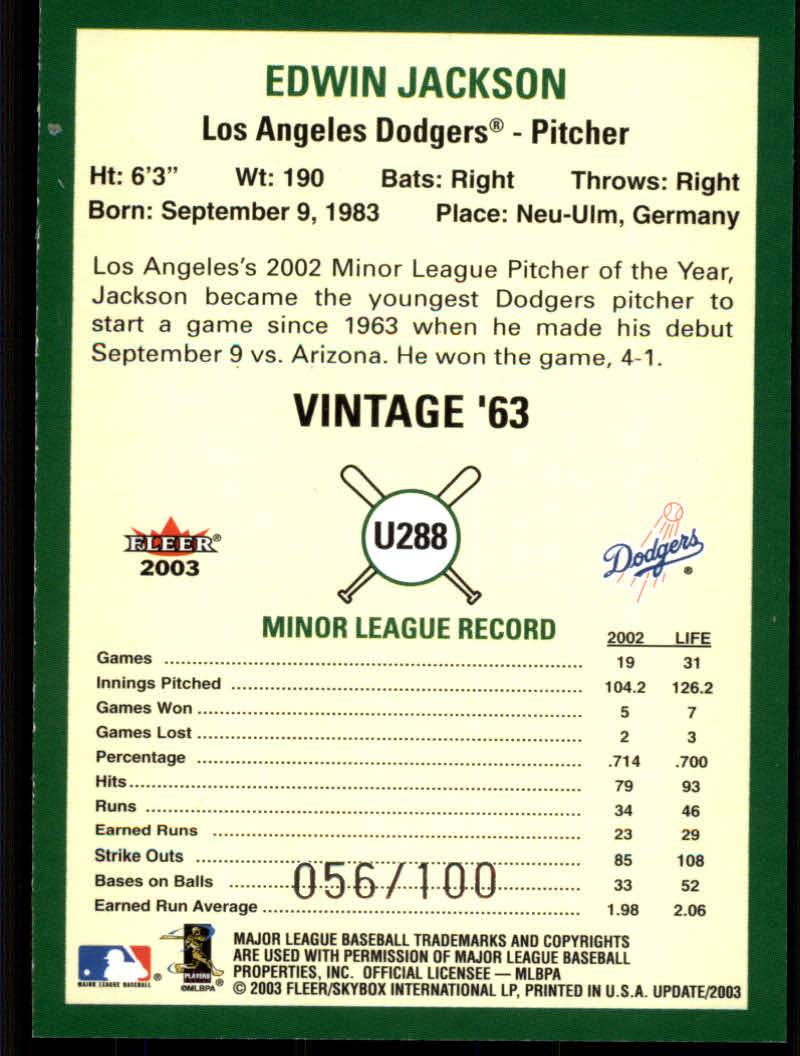 EDWIN JACKSON
Los Angeles Dodgers® - Pitcher
Ht: 6'3" Wt: 190 Bats: Right Throws: Right
Born: September 9, 1983 Place: Neu-Ulm, Germany
Los Angeles's 2002 Minor League Pitcher of the Year,
Jackson became the youngest Dodgers pitcher to
start a game since 1963 when he made his debut
September 9 vs. Arizona. He won the game, 4-1.
VINTAGE '63
U288
FLEER®
2003
Dodgers®
MINOR LEAGUE RECORD
2002 LIFE
Games 19 31
Innings Pitched 104.2 126.2
Games Won 5 7
Games Lost 2 3
Percentage .714 .700
Hits 79 93
Runs 34 46
Earned Runs 23 29
Strike Outs 85 108
Bases on Balls 33 52
Earned Run Average 1.98 2.06
056/100
MAJOR LEAGUE BASEBALL®
PLAYERS®
©MLBPA
MAJOR LEAGUE BASEBALL TRADEMARKS AND COPYRIGHTS
ARE USED WITH PERMISSION OF MAJOR LEAGUE BASEBALL
PROPERTIES, INC. OFFICIAL LICENSEE — MLBPA
© 2003 FLEER/SKYBOX INTERNATIONAL LP, PRINTED IN U.S.A. UPDATE/2003